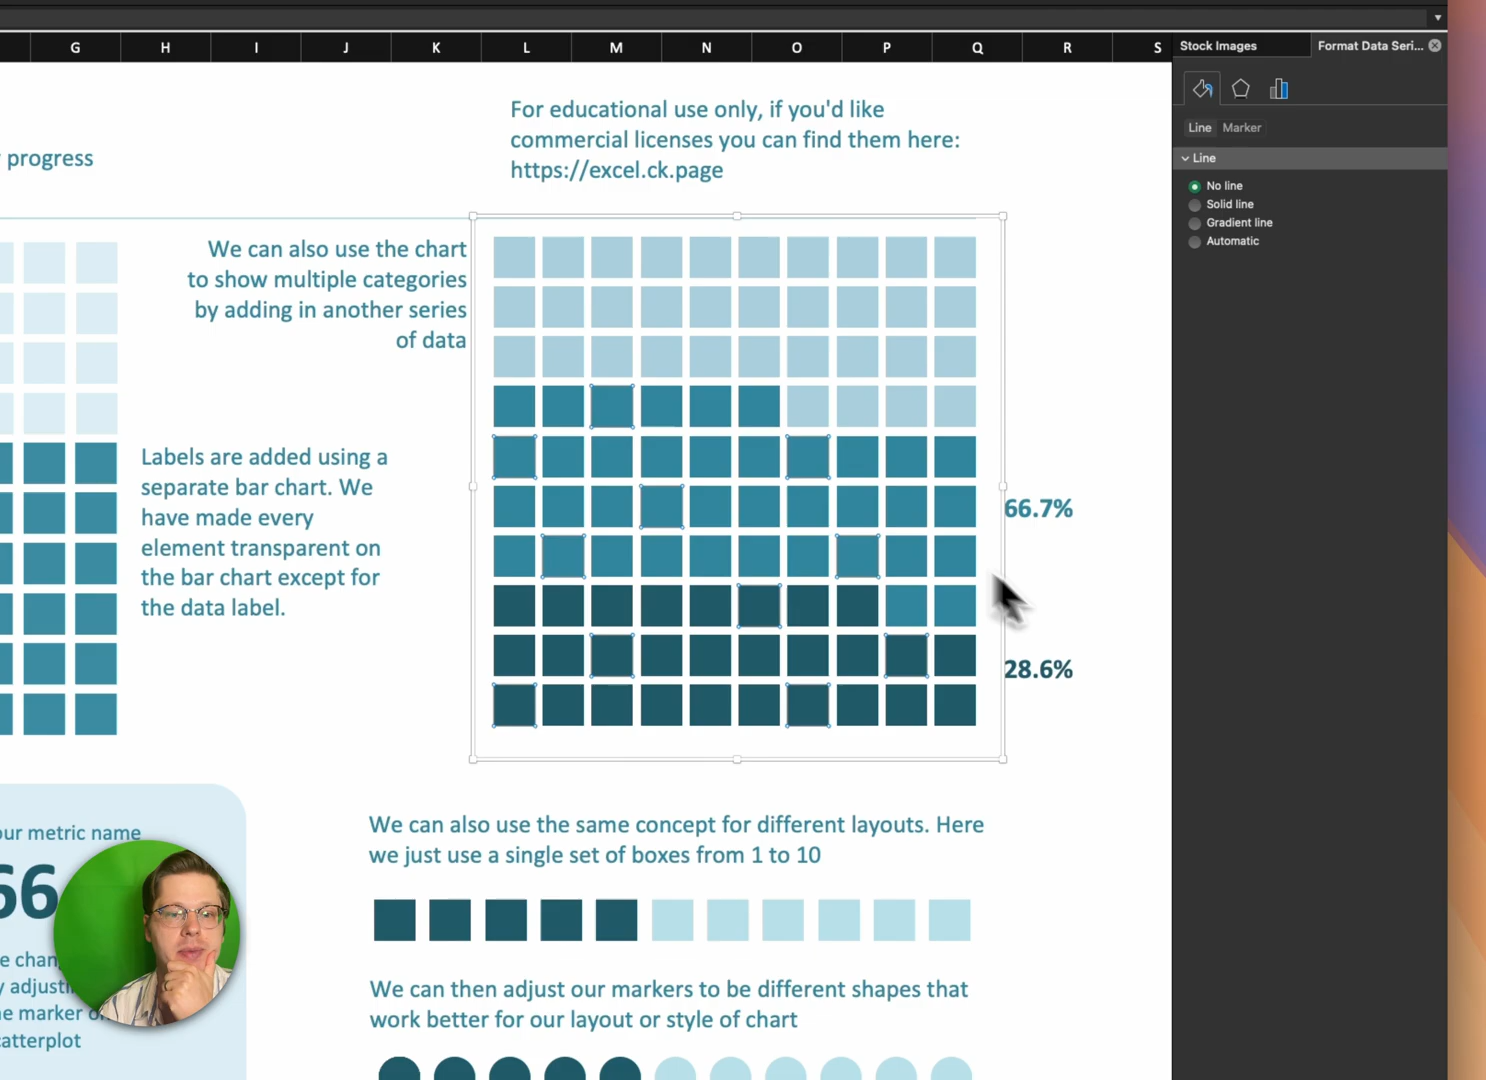 G H I J K L M N O P Q R S
Stock Images
Format Data Seri...
Line Marker
Line
No line
Solid line
Gradient line
Automatic
progress
For educational use only, if you'd like
commercial licenses you can find them here:
https://excel.ck.page
We can also use the chart
to show multiple categories
by adding in another series
of data
Labels are added using a
separate bar chart. We
have made every
element transparent on
the bar chart except for
the data label.
66.7%
28.6%
We can also use the same concept for different layouts. Here
we just use a single set of boxes from 1 to 10
We can then adjust our markers to be different shapes that
work better for our layout or style of chart
our metric name
66
e chan
y adjusti
e marker o
catterplot